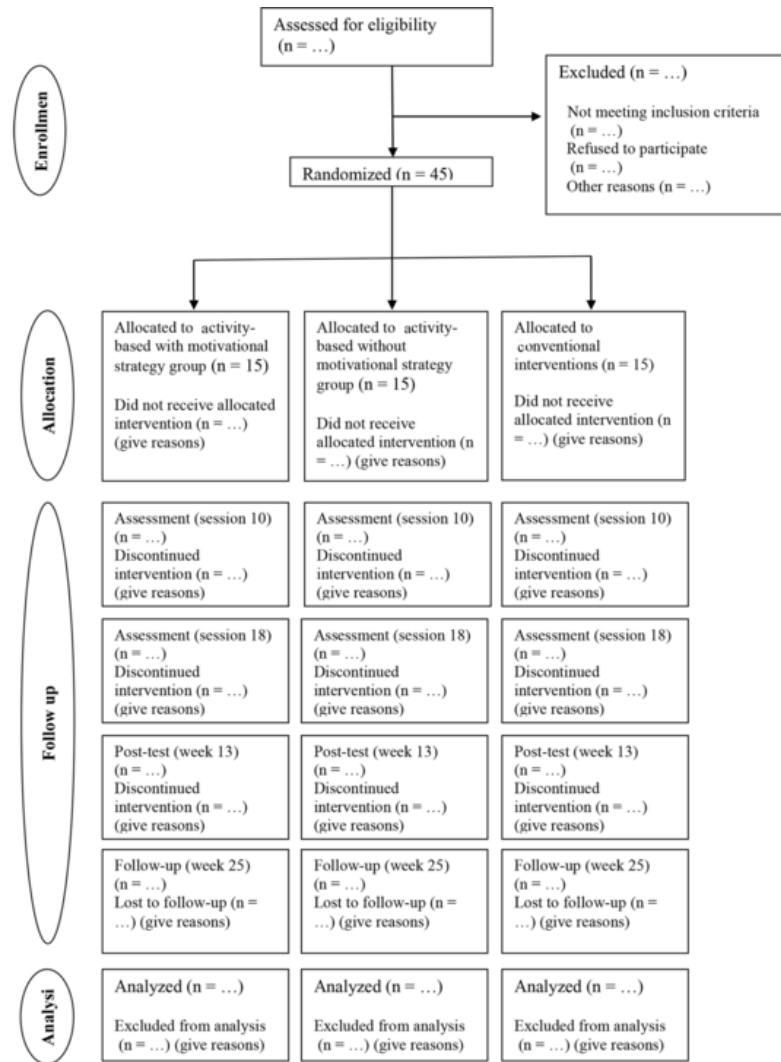 Assessed for eligibility
(n = …)
Enrollmen
Excluded (n = …)
Not meeting inclusion criteria
(n = …)
Refused to participate
(n = …)
Other reasons (n = …)
Randomized (n = 45)
Allocation
Allocated to activity-
based with motivational
strategy group (n = 15)
Did not receive allocated
intervention (n = …)
(give reasons)
Allocated to activity-
based without
motivational strategy
group (n = 15)
Did not receive
allocated intervention (n
= …) (give reasons)
Allocated to
conventional
interventions (n = 15)
Did not receive
allocated intervention (n
= …) (give reasons)
Follow up
Assessment (session 10)
(n = …)
Discontinued
intervention (n = …)
(give reasons)
Assessment (session 10)
(n = …)
Discontinued
intervention (n = …)
(give reasons)
Assessment (session 10)
(n = …)
Discontinued
intervention (n = …)
(give reasons)
Assessment (session 18)
(n = …)
Discontinued
intervention (n = …)
(give reasons)
Assessment (session 18)
(n = …)
Discontinued
intervention (n = …)
(give reasons)
Assessment (session 18)
(n = …)
Discontinued
intervention (n = …)
(give reasons)
Post-test (week 13)
(n = …)
Discontinued
intervention (n = …)
(give reasons)
Post-test (week 13)
(n = …)
Discontinued
intervention (n = …)
(give reasons)
Post-test (week 13)
(n = …)
Discontinued
intervention (n = …)
(give reasons)
Follow-up (week 25)
(n = …)
Lost to follow-up (n =
…) (give reasons)
Follow-up (week 25)
(n = …)
Lost to follow-up (n =
…) (give reasons)
Follow-up (week 25)
(n = …)
Lost to follow-up (n =
…) (give reasons)
Analysi
Analyzed (n = …)
Excluded from analysis
(n = …) (give reasons)
Analyzed (n = …)
Excluded from analysis
(n = …) (give reasons)
Analyzed (n = …)
Excluded from analysis
(n = …) (give reasons)